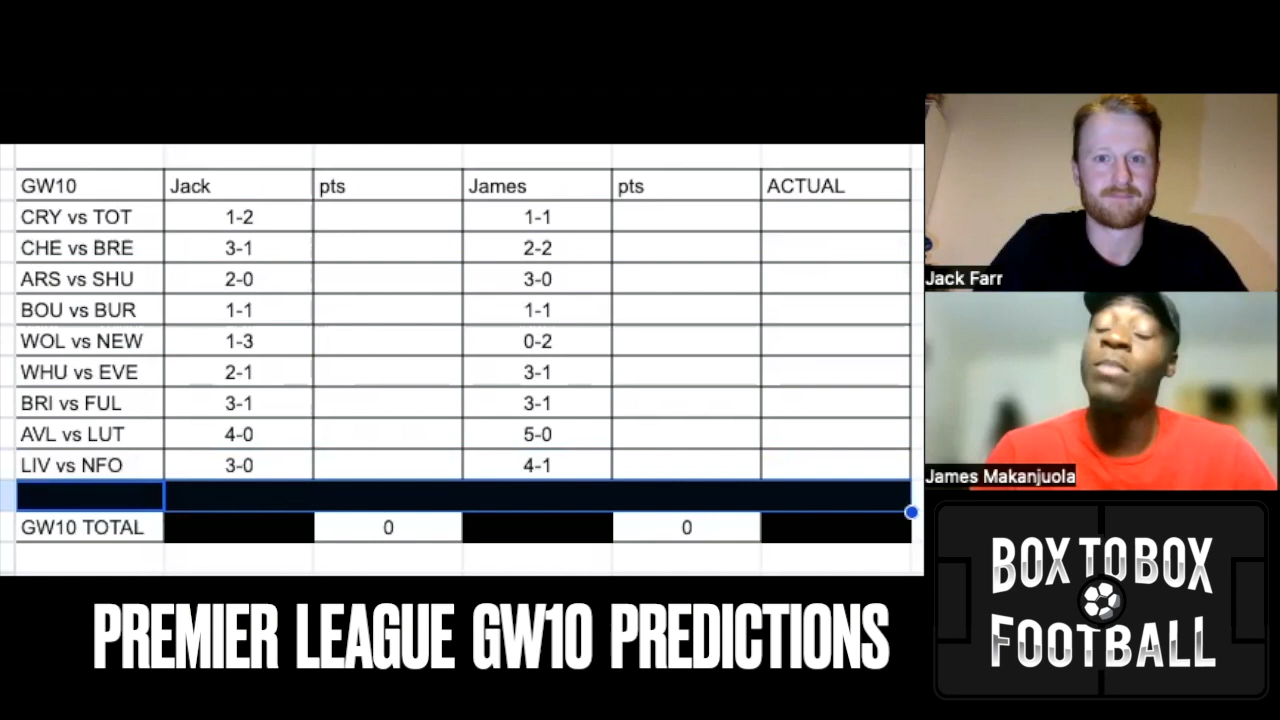 GW10 Jack pts James pts ACTUAL
CRY vs TOT 1-2 1-1
CHE vs BRE 3-1 2-2
ARS vs SHU 2-0 3-0
BOU vs BUR 1-1 1-1
WOL vs NEW 1-3 0-2
WHU vs EVE 2-1 3-1
BRI vs FUL 3-1 3-1
AVL vs LUT 4-0 5-0
LIV vs NFO 3-0 4-1
GW10 TOTAL 0 0
PREMIER LEAGUE GW10 PREDICTIONS
Jack Farr
James Makanjuola
BOX TO BOX
FOOTBALL